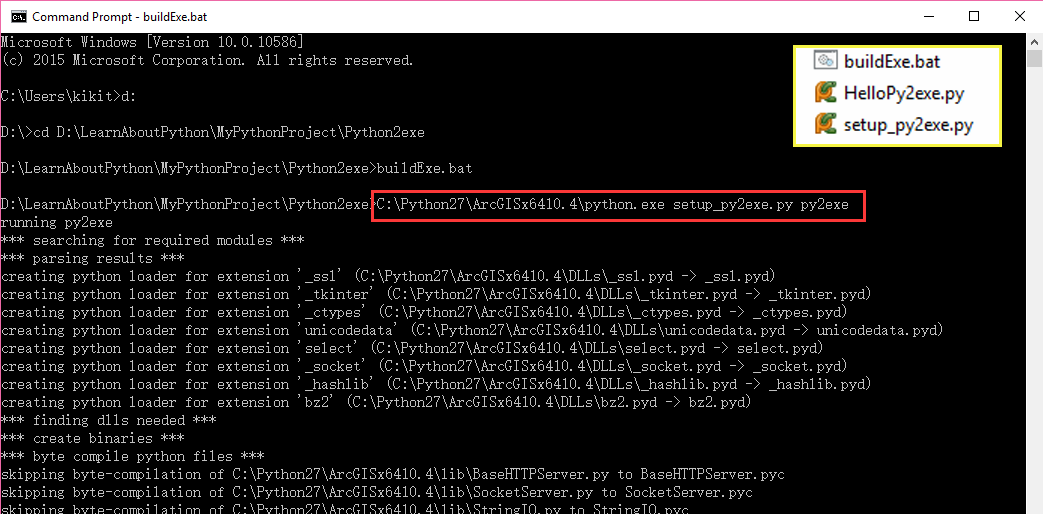 Command Prompt - buildExe.bat
Microsoft Windows [Version 10.0.10586]
(c) 2015 Microsoft Corporation. All rights reserved.
C:\Users\kikit>d:
D:\>cd D:\LearnAboutPython\MyPythonProject\Python2exe
D:\LearnAboutPython\MyPythonProject\Python2exe>buildExe.bat
D:\LearnAboutPython\MyPythonProject\Python2exe>C:\Python27\ArcGISx6410.4\python.exe setup_py2exe.py py2exe
running py2exe
*** searching for required modules ***
*** parsing results ***
creating python loader for extension '_ssl' (C:\Python27\ArcGISx6410.4\DLLs\_ssl.pyd -> _ssl.pyd)
creating python loader for extension '_tkinter' (C:\Python27\ArcGISx6410.4\DLLs\_tkinter.pyd -> _tkinter.pyd)
creating python loader for extension '_ctypes' (C:\Python27\ArcGISx6410.4\DLLs\_ctypes.pyd -> _ctypes.pyd)
creating python loader for extension 'unicodedata' (C:\Python27\ArcGISx6410.4\DLLs\unicodedata.pyd -> unicodedata.pyd)
creating python loader for extension 'select' (C:\Python27\ArcGISx6410.4\DLLs\select.pyd -> select.pyd)
creating python loader for extension '_socket' (C:\Python27\ArcGISx6410.4\DLLs\_socket.pyd -> _socket.pyd)
creating python loader for extension '_hashlib' (C:\Python27\ArcGISx6410.4\DLLs\_hashlib.pyd -> _hashlib.pyd)
creating python loader for extension 'bz2' (C:\Python27\ArcGISx6410.4\DLLs\bz2.pyd -> bz2.pyd)
*** finding dlls needed ***
*** create binaries ***
*** byte compile python files ***
skipping byte-compilation of C:\Python27\ArcGISx6410.4\lib\BaseHTTPServer.py to BaseHTTPServer.pyc
skipping byte-compilation of C:\Python27\ArcGISx6410.4\lib\SocketServer.py to SocketServer.pyc
skipping byte-compilation of C:\Python27\ArcGISx6410.4\lib\StringIO.py to StringIO.pyc
buildExe.bat
HelloPy2exe.py
setup_py2exe.py